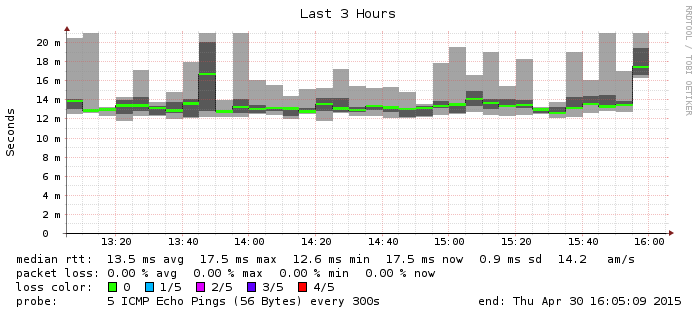 Last 3 Hours
RRDTOOL / TOBI OETIKER
Seconds
20 m
18 m
16 m
14 m
12 m
10 m
8 m
6 m
4 m
2 m
0
13:20 13:40 14:00 14:20 14:40 15:00 15:20 15:40 16:00
median rtt: 13.5 ms avg 17.5 ms max 12.6 ms min 17.5 ms now 0.9 ms sd 14.2 am/s
packet loss: 0.00 % avg 0.00 % max 0.00 % min 0.00 % now
loss color: 0 1/5 2/5 3/5 4/5
probe: 5 ICMP Echo Pings (56 Bytes) every 300s end: Thu Apr 30 16:05:09 2015